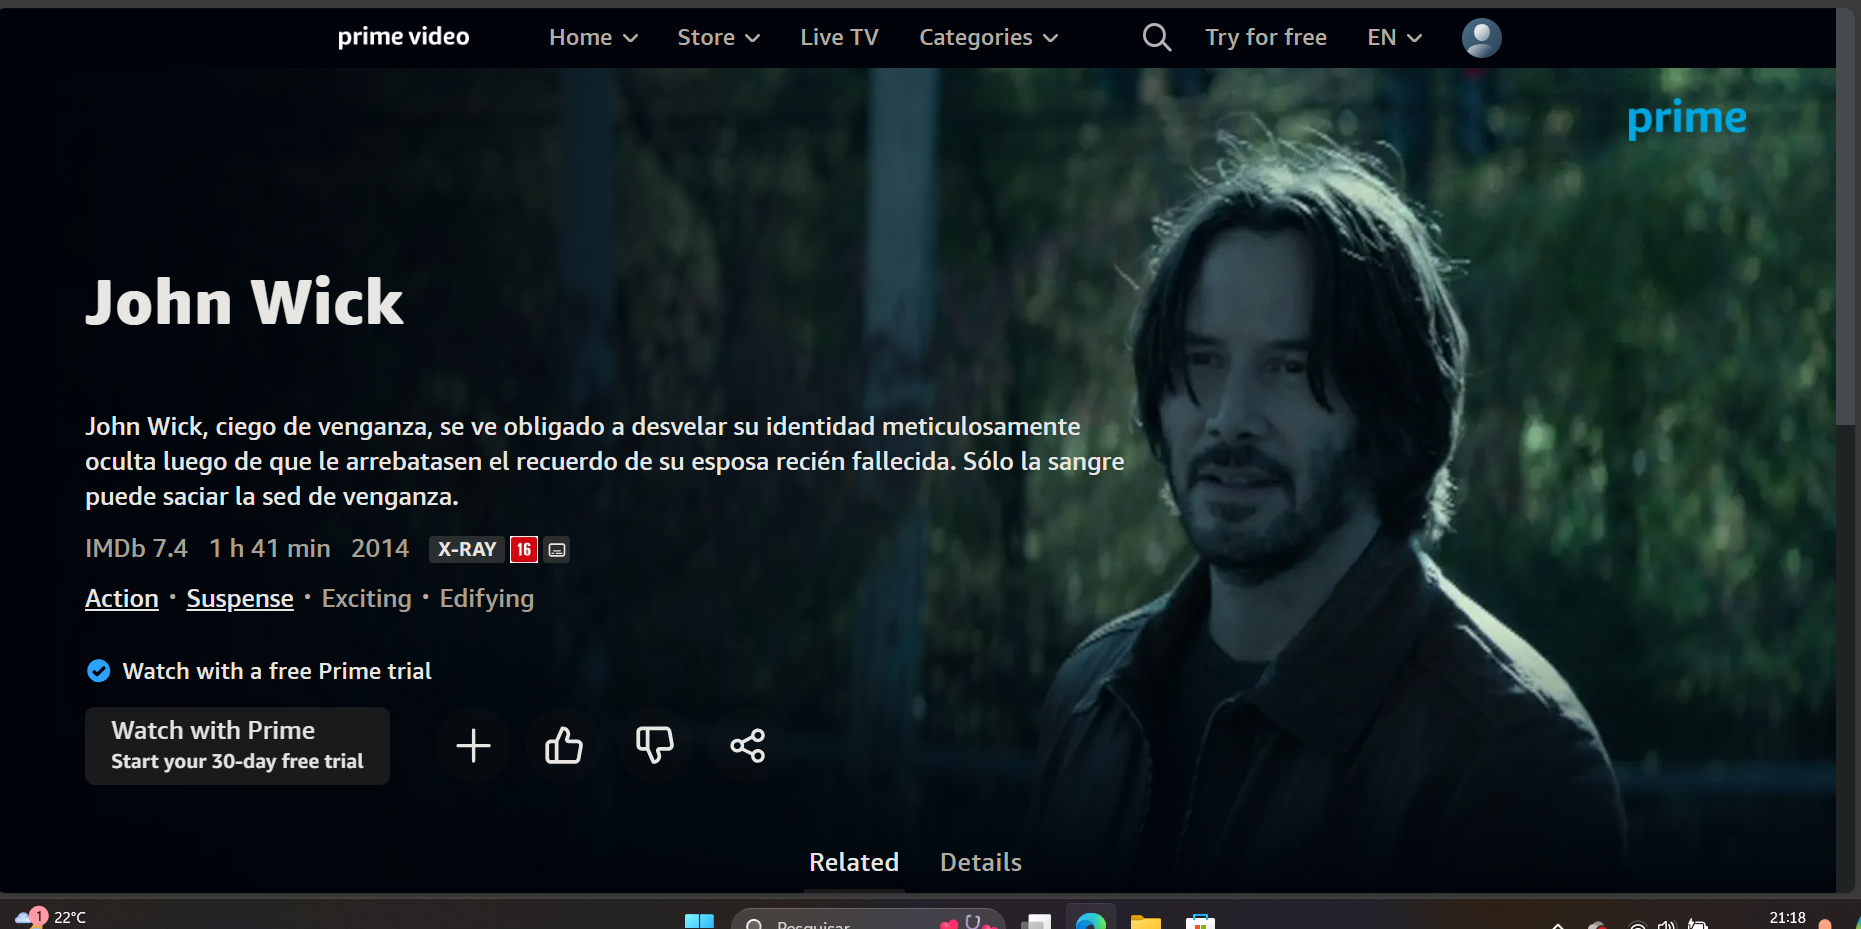 prime video Home Store Live TV Categories Try for free EN
prime
John Wick
John Wick, ciego de venganza, se ve obligado a desvelar su identidad meticulosamente
oculta luego de que le arrebatasen el recuerdo de su esposa recién fallecida. Sólo la sangre
puede saciar la sed de venganza.
IMDb 7.4 1 h 41 min 2014 X-RAY 16
Action · Suspense · Exciting · Edifying
Watch with a free Prime trial
Watch with Prime
Start your 30-day free trial
Related Details
1 22°C Pesquisar 21:18